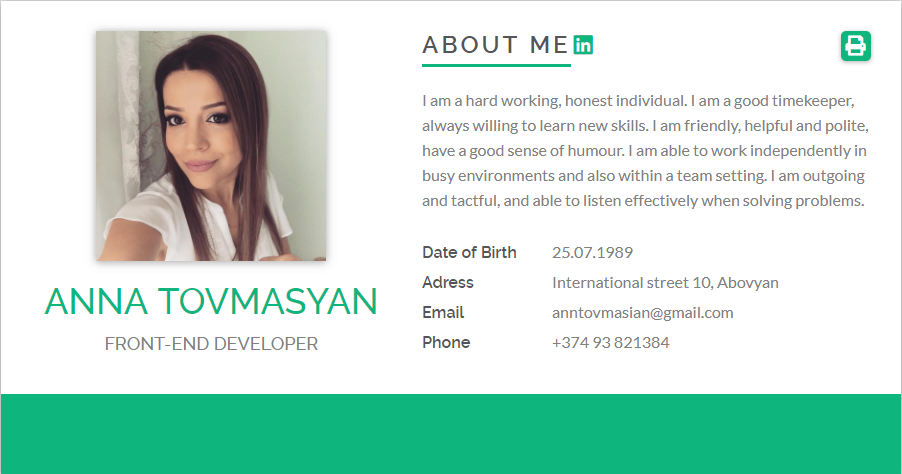 ANNA TOVMASYAN
FRONT-END DEVELOPER
ABOUT ME in
I am a hard working, honest individual. I am a good timekeeper,
always willing to learn new skills. I am friendly, helpful and polite,
have a good sense of humour. I am able to work independently in
busy environments and also within a team setting. I am outgoing
and tactful, and able to listen effectively when solving problems.
Date of Birth 25.07.1989
Adress International street 10, Abovyan
Email anntovmasian@gmail.com
Phone +374 93 821384